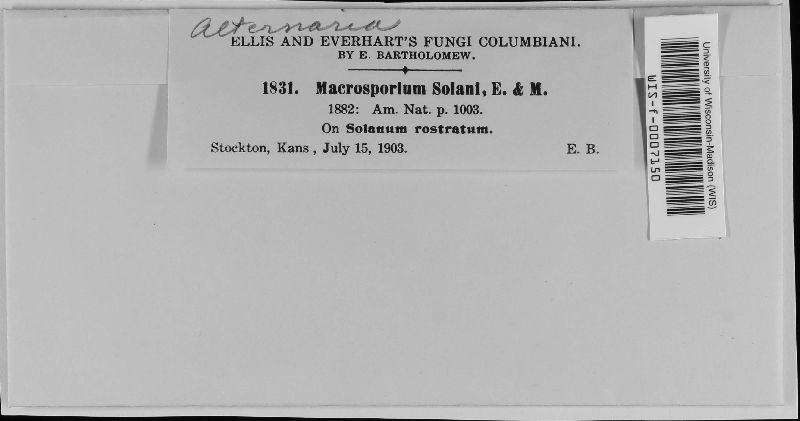 Alternaria
ELLIS AND EVERHART'S FUNGI COLUMBIANI.
BY E. BARTHOLOMEW.
1831. Macrosporium Solani, E. & M.
1882: Am. Nat. p. 1003.
On Solanum rostratum.
Stockton, Kans., July 15, 1903. E. B.
University of Wisconsin-Madison (WIS)
WIS-f-0007150